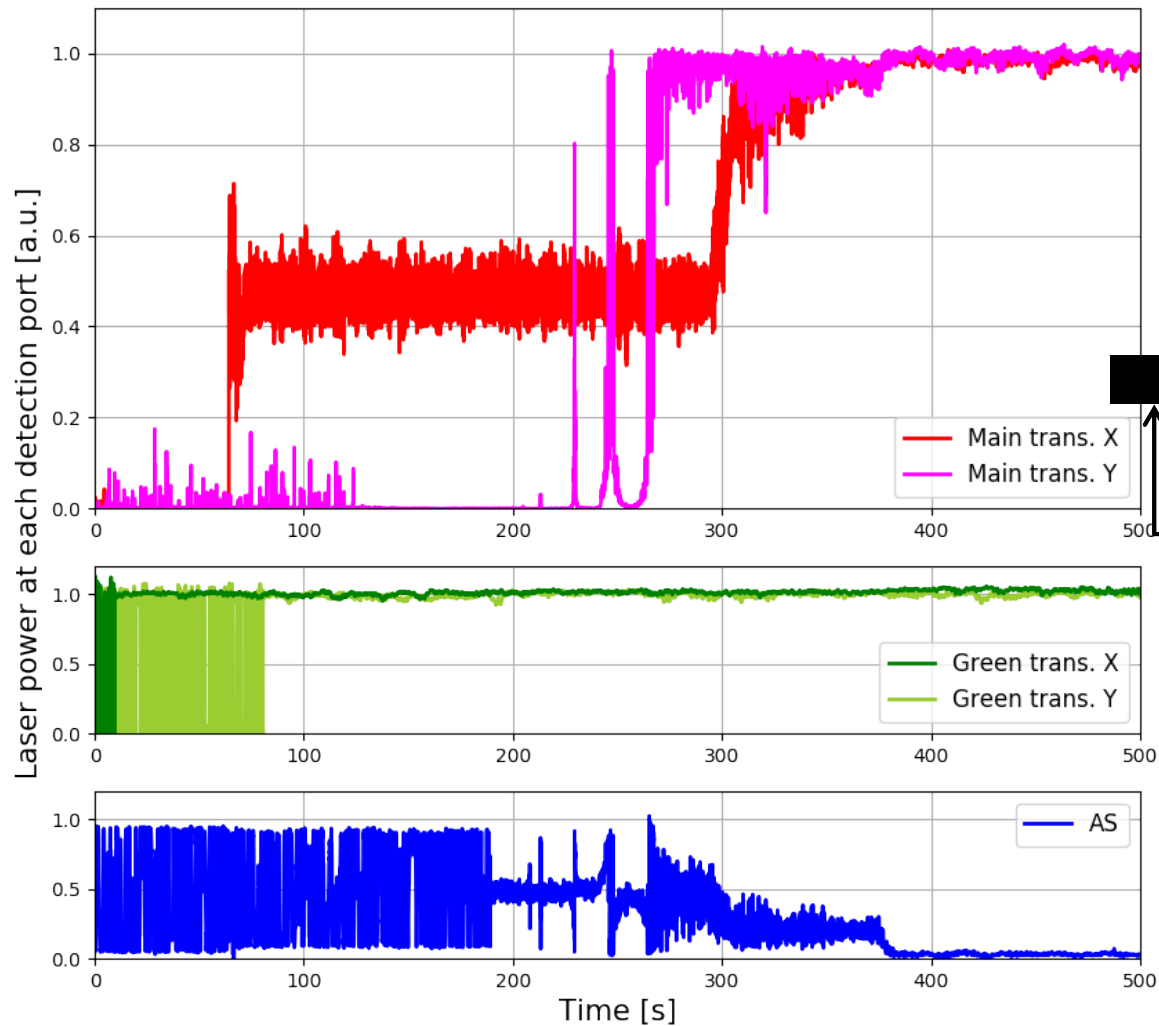 Laser power at each detection port [a.u.]
1.0
0.8
0.6
0.4
0.2
0.0
Main trans. X
Main trans. Y
0 100 200 300 400 500
1.0
0.5
0.0
Green trans. X
Green trans. Y
0 100 200 300 400 500
1.0
0.5
0.0
AS
0 100 200 300 400 500
Time [s]